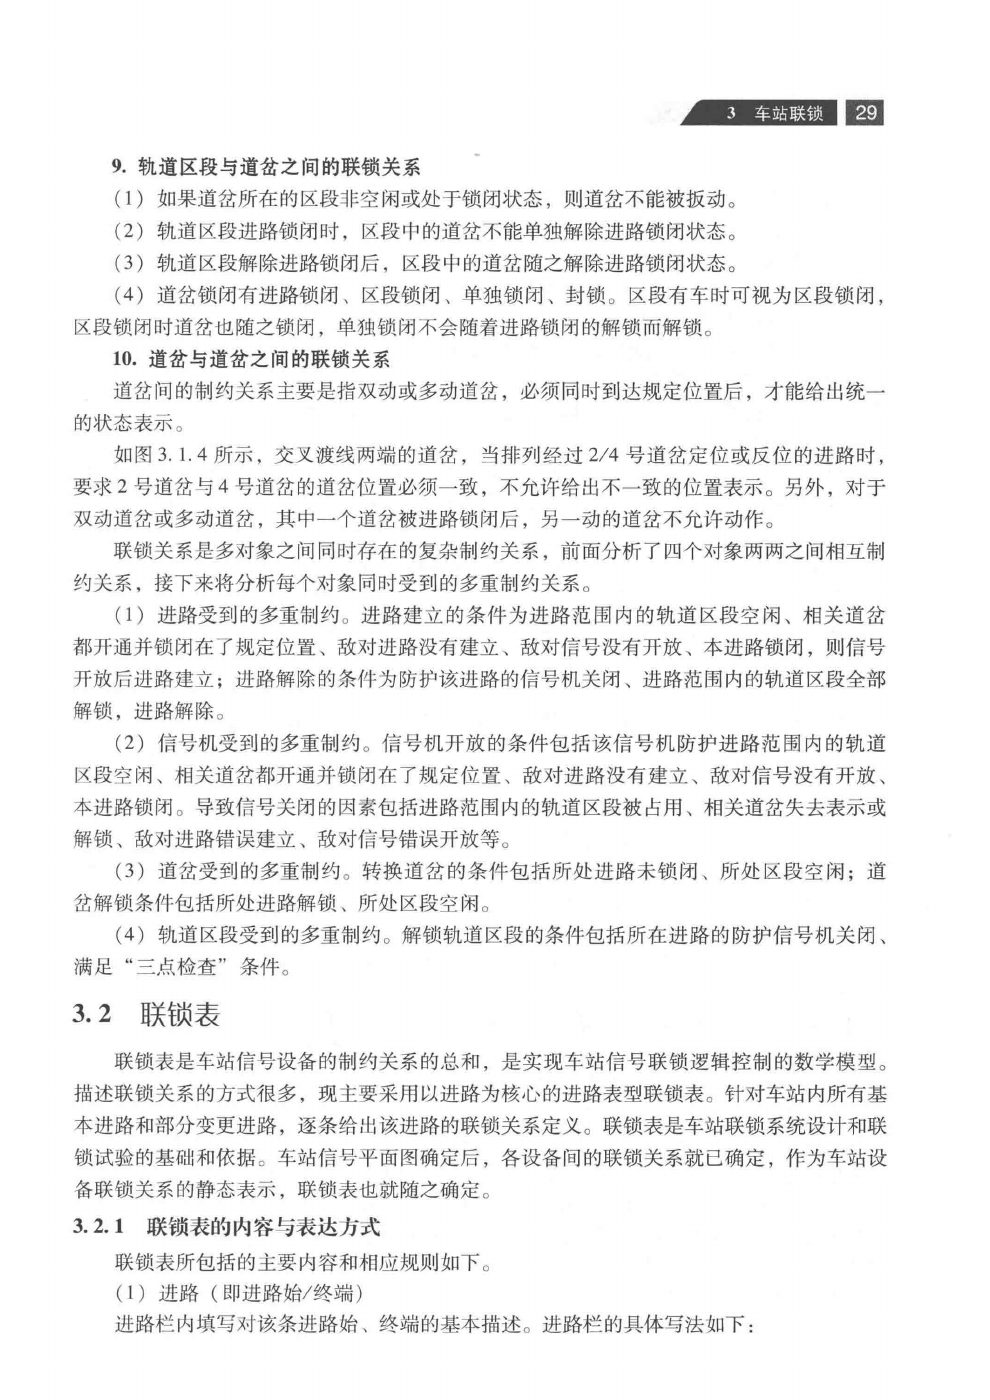 3 车站联锁 29
9. 轨道区段与道岔之间的联锁关系
(1) 如果道岔所在的区段非空闲或处于锁闭状态，则道岔不能被扳动。
(2) 轨道区段进路锁闭时，区段中的道岔不能单独解除进路锁闭状态。
(3) 轨道区段解除进路锁闭后，区段中的道岔随之解除进路锁闭状态。
(4) 道岔锁闭有进路锁闭、区段锁闭、单独锁闭、封锁。区段有车时可视为区段锁闭，
区段锁闭时道岔也随之锁闭，单独锁闭不会随着进路锁闭的解锁而解锁。
10. 道岔与道岔之间的联锁关系
道岔间的制约关系主要是指双动或多动道岔，必须同时到达规定位置后，才能给出统一
的状态表示。
如图 3.1.4 所示，交叉渡线两端的道岔，当排列经过 2/4 号道岔定位或反位的进路时，
要求 2 号道岔与 4 号道岔的道岔位置必须一致，不允许给出不一致的位置表示。另外，对于
双动道岔或多动道岔，其中一个道岔被进路锁闭后，另一动的道岔不允许动作。
联锁关系是多对象之间同时存在的复杂制约关系，前面分析了四个对象两两之间相互制
约关系，接下来将分析每个对象同时受到的多重制约关系。
(1) 进路受到的多重制约。进路建立的条件为进路范围内的轨道区段空闲、相关道岔
都开通并锁闭在了规定位置、敌对进路没有建立、敌对信号没有开放、本进路锁闭，则信号
开放后进路建立；进路解除的条件为防护该进路的信号机关闭、进路范围内的轨道区段全部
解锁，进路解除。
(2) 信号机受到的多重制约。信号机开放的条件包括该信号机防护进路范围内的轨道
区段空闲、相关道岔都开通并锁闭在了规定位置、敌对进路没有建立、敌对信号没有开放、
本进路锁闭。导致信号关闭的因素包括进路范围内的轨道区段被占用、相关道岔失去表示或
解锁、敌对进路错误建立、敌对信号错误开放等。
(3) 道岔受到的多重制约。转换道岔的条件包括所处进路未锁闭、所处区段空闲；道
岔解锁条件包括所处进路解锁、所处区段空闲。
(4) 轨道区段受到的多重制约。解锁轨道区段的条件包括所在进路的防护信号机关闭、
满足“三点检查”条件。
3.2 联锁表
联锁表是车站信号设备的制约关系的总和，是实现车站信号联锁逻辑控制的数学模型。
描述联锁关系的方式很多，现主要采用以进路为核心的进路表型联锁表。针对车站内所有基
本进路和部分变更进路，逐条给出该进路的联锁关系定义。联锁表是车站联锁系统设计和联
锁试验的基础和依据。车站信号平面图确定后，各设备间的联锁关系就已确定，作为车站设
备联锁关系的静态表示，联锁表也就随之确定。
3.2.1 联锁表的内容与表达方式
联锁表所包括的主要内容和相应规则如下。
(1) 进路（即进路始/终端）
进路栏内填写对该条进路始、终端的基本描述。进路栏的具体写法如下：